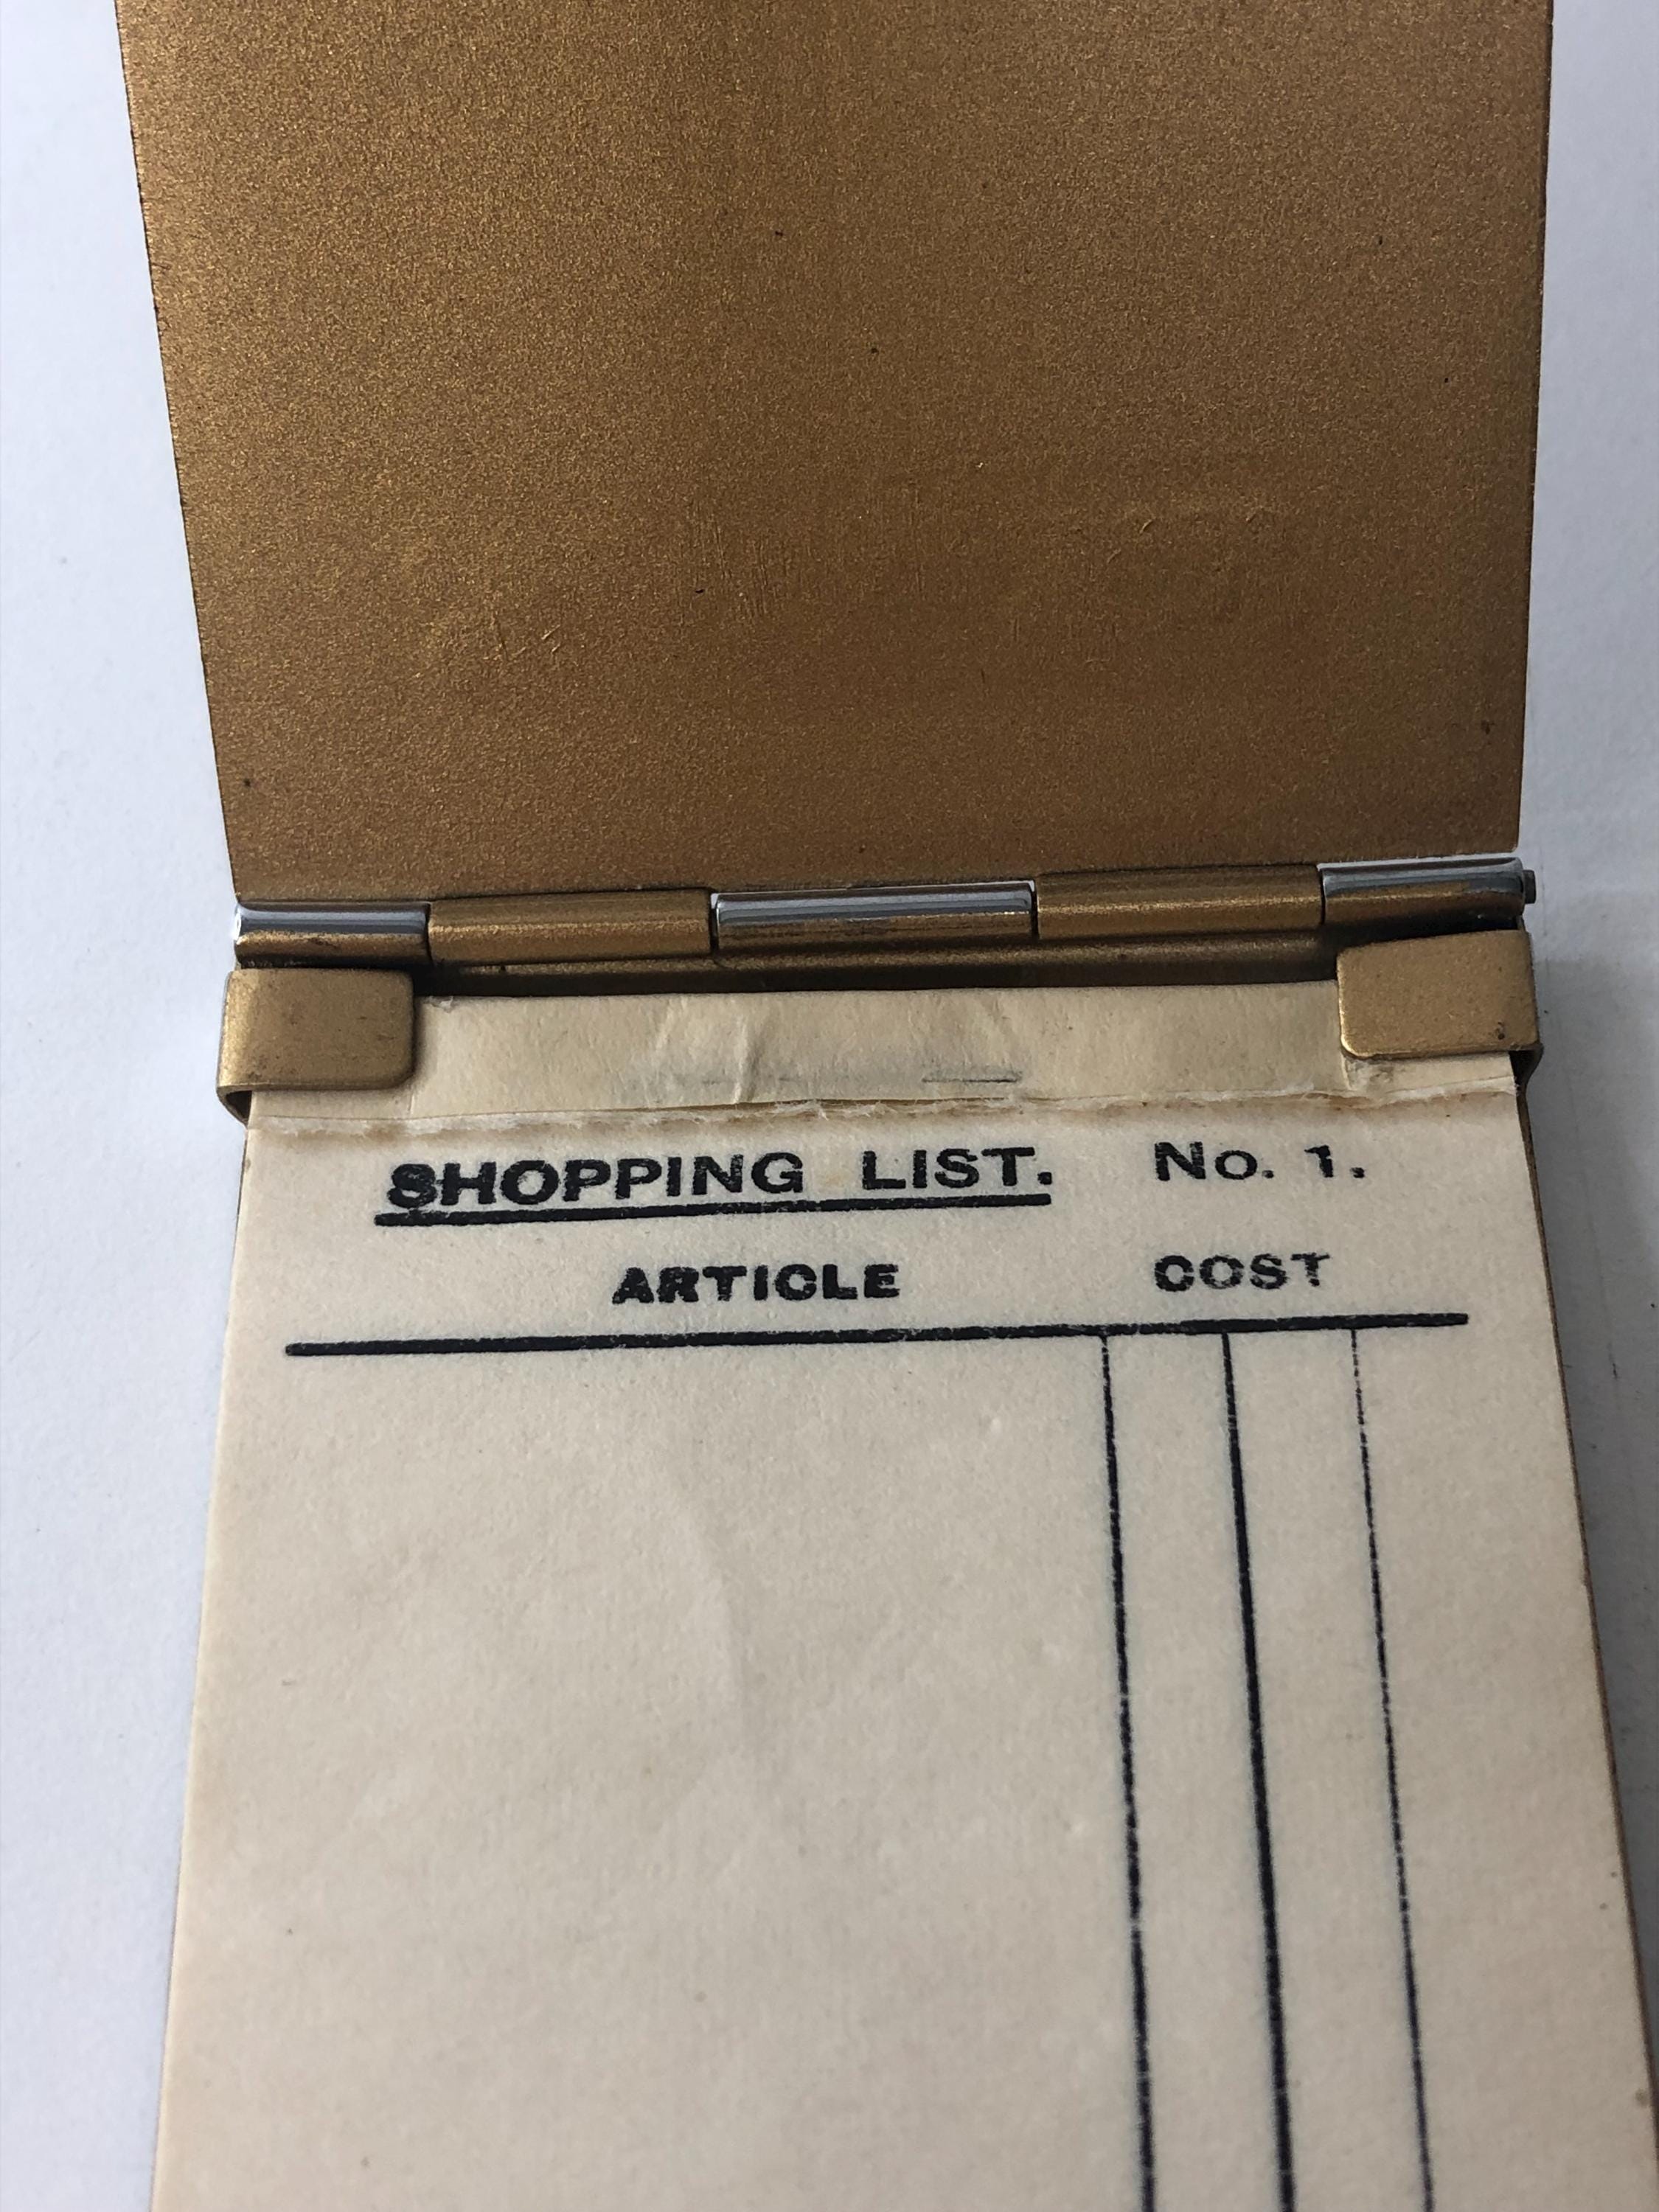 SHOPPING LIST. No. 1.
ARTICLE COST